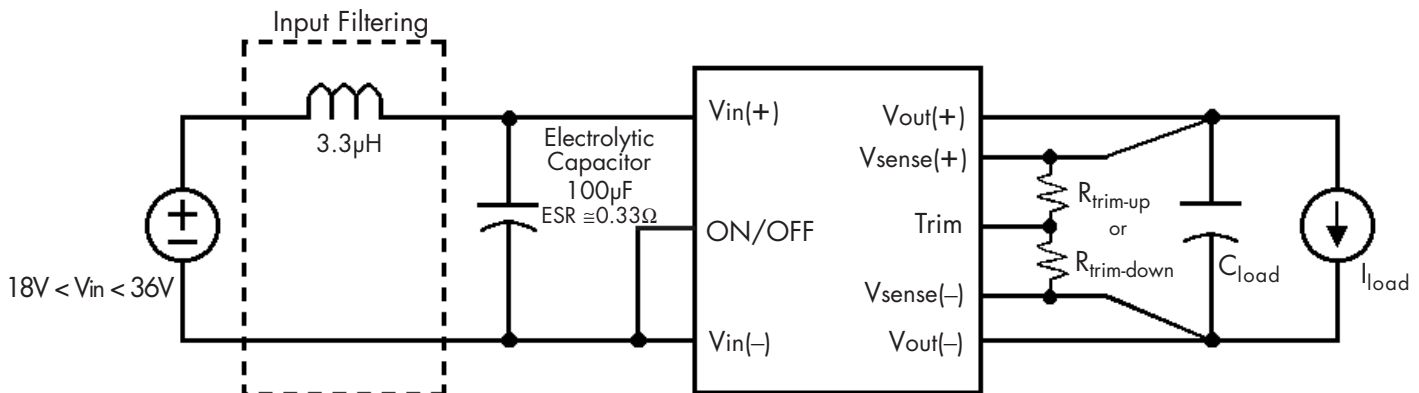 Input Filtering
3.3µH
Electrolytic
Capacitor
100µF
ESR ≅0.33Ω
18V < Vin < 36V
Vin(+)
ON/OFF
Vin(–)
Vout(+)
Vsense(+)
Trim
Vsense(–)
Vout(–)
Rtrim-up
or
Rtrim-down
Cload
Iload